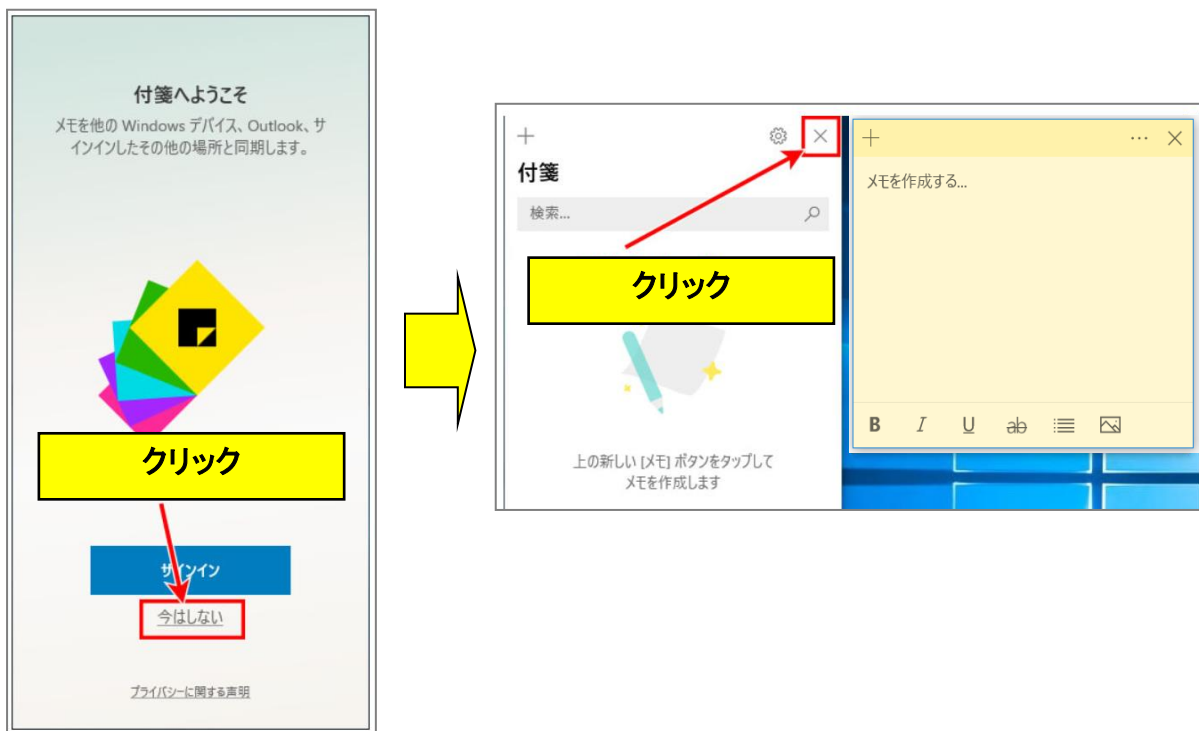 付箋へようこそ
メモを他の Windows デバイス、Outlook、サ
インインしたその他の場所と同期します。
クリック
サインイン
今はしない
プライバシーに関する声明
付箋
検索...
クリック
上の新しい [メモ] ボタンをタップして
メモを作成します
メモを作成する...
B I U ab